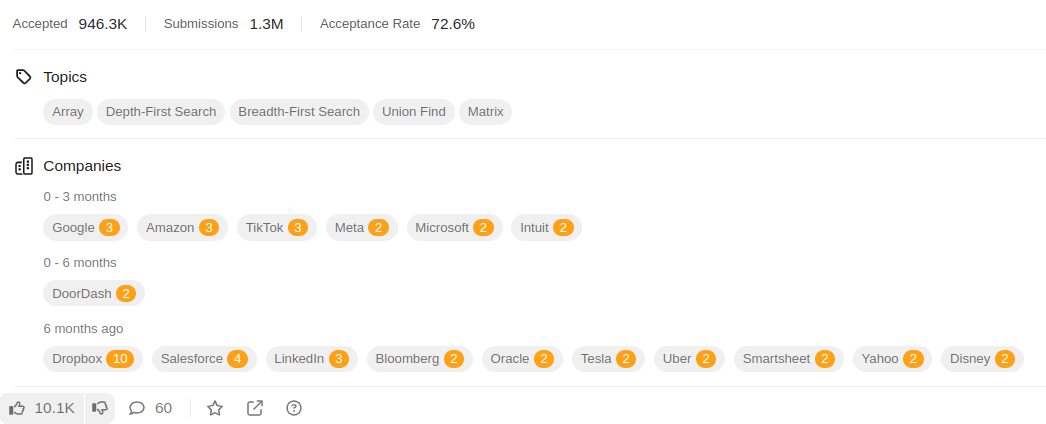 Accepted 946.3K Submissions 1.3M Acceptance Rate 72.6%
Topics
Array Depth-First Search Breadth-First Search Union Find Matrix
Companies
0 - 3 months
Google 3 Amazon 3 TikTok 3 Meta 2 Microsoft 2 Intuit 2
0 - 6 months
DoorDash 2
6 months ago
Dropbox 10 Salesforce 4 LinkedIn 3 Bloomberg 2 Oracle 2 Tesla 2 Uber 2 Smartsheet 2 Yahoo 2 Disney 2
10.1K 60